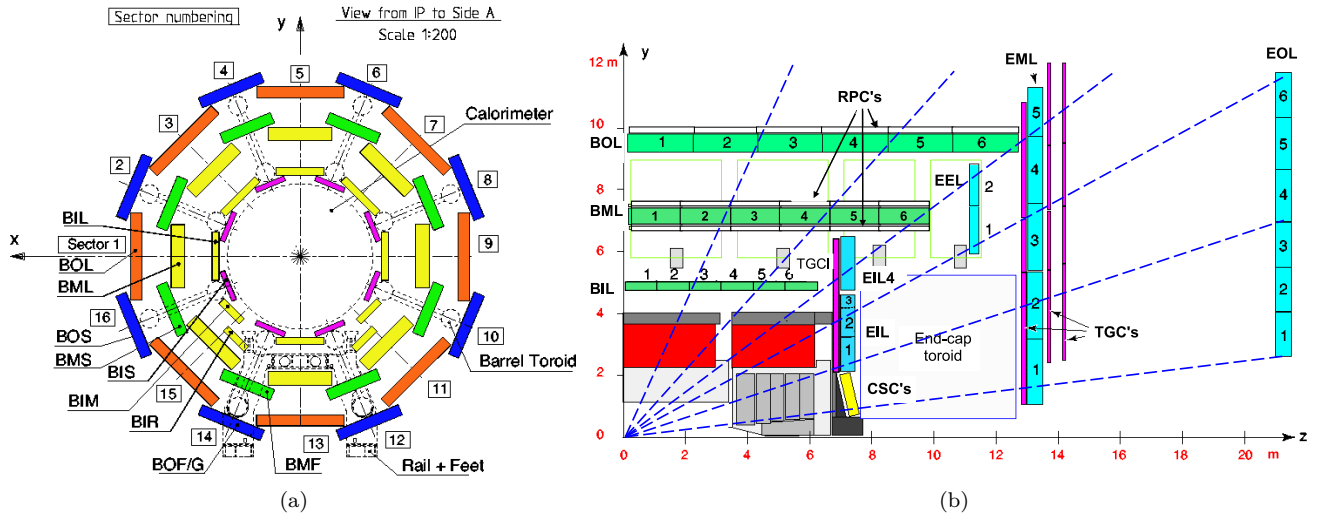 Sector numbering
y
View from IP to Side A
Scale 1:200
4
5
6
3
7
Calorimeter
2
8
BIL
x
Sector 1
9
BOL
BML
16
10
BOS
Barrel Toroid
BMS
BIS
15
11
BIM
BIR
14
13
12
BOF/G
BMF
Rail + Feet
(a)
y
12 m
EOL
EML
RPC's
6
5
10
BOL
1 2 3 4 5 6
5
4
8
EEL
2
4
BML
1 2 3 4 5 6
1
3
3
6
TGCI
EIL4
1 2 3 4 5 6
BIL
2
4
3
2
EIL
2
End-cap
toroid
TGC's
1
1
1
2
CSC's
0
z
0 2 4 6 8 10 12 14 16 18 20 m
(b)